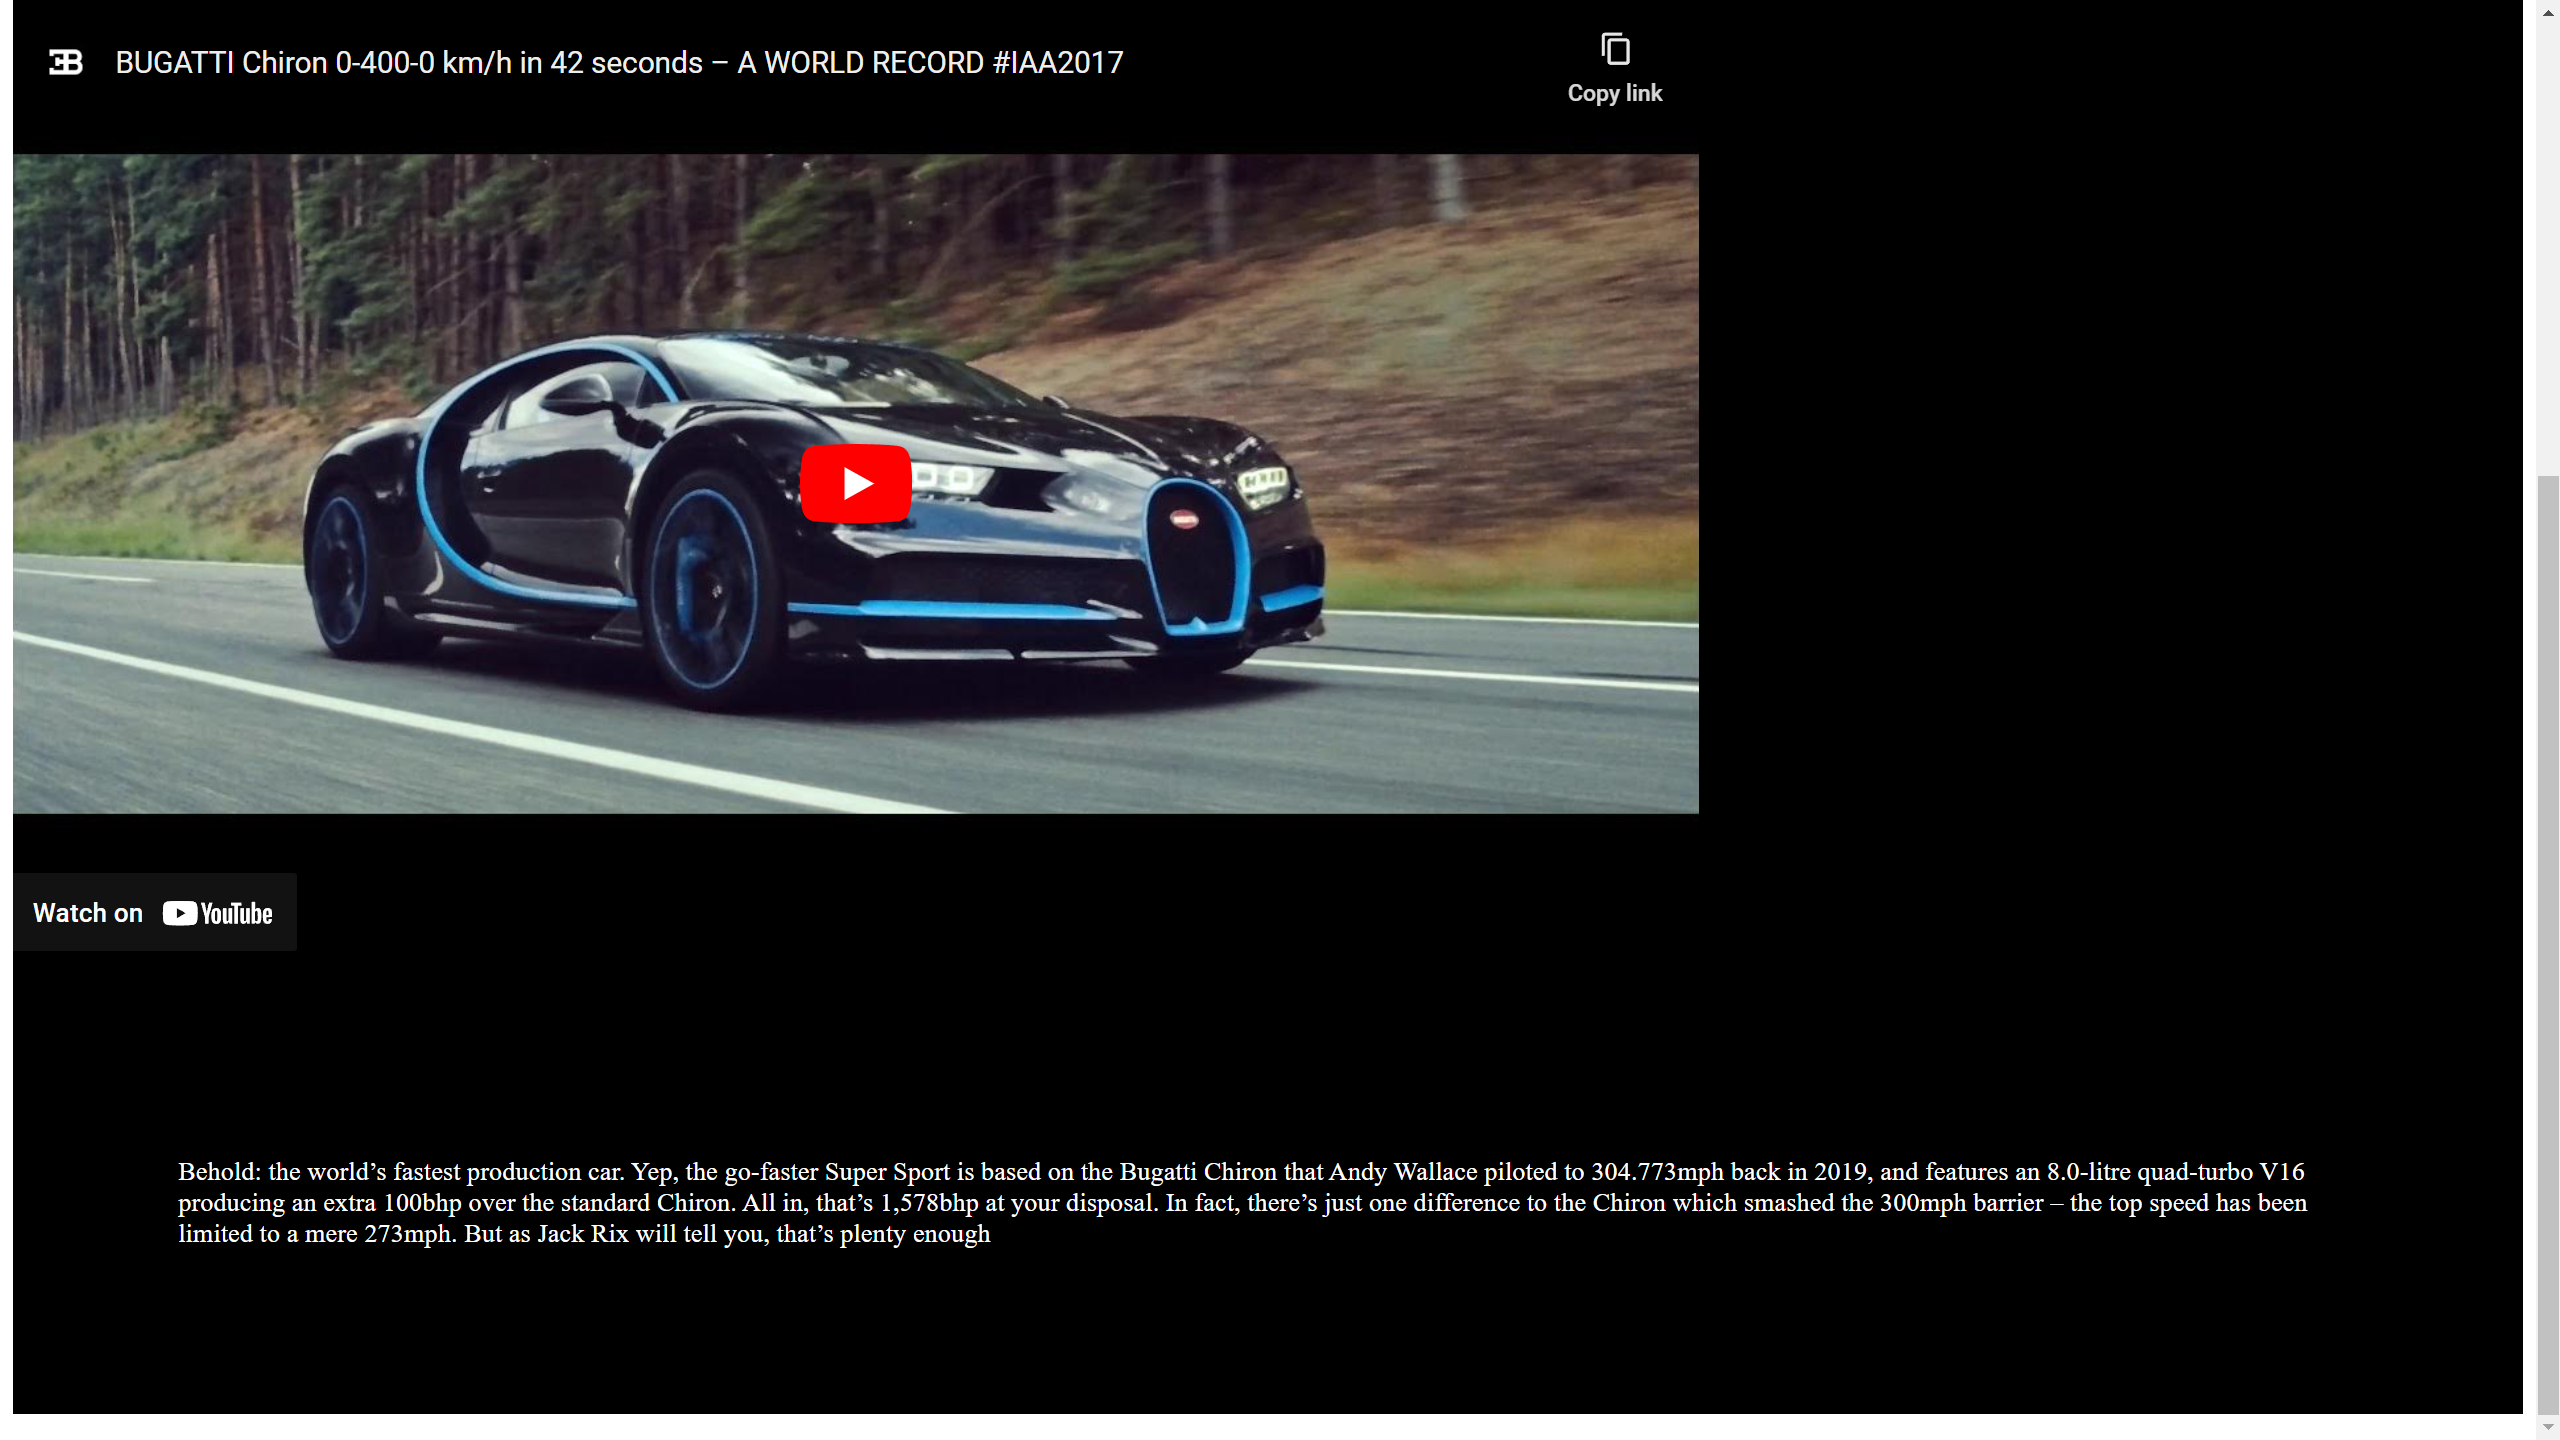 BUGATTI Chiron 0-400-0 km/h in 42 seconds – A WORLD RECORD #IAA2017
Copy link
Watch on YouTube
Behold: the world’s fastest production car. Yep, the go-faster Super Sport is based on the Bugatti Chiron that Andy Wallace piloted to 304.773mph back in 2019, and features an 8.0-litre quad-turbo V16
producing an extra 100bhp over the standard Chiron. All in, that’s 1,578bhp at your disposal. In fact, there’s just one difference to the Chiron which smashed the 300mph barrier – the top speed has been
limited to a mere 273mph. But as Jack Rix will tell you, that’s plenty enough